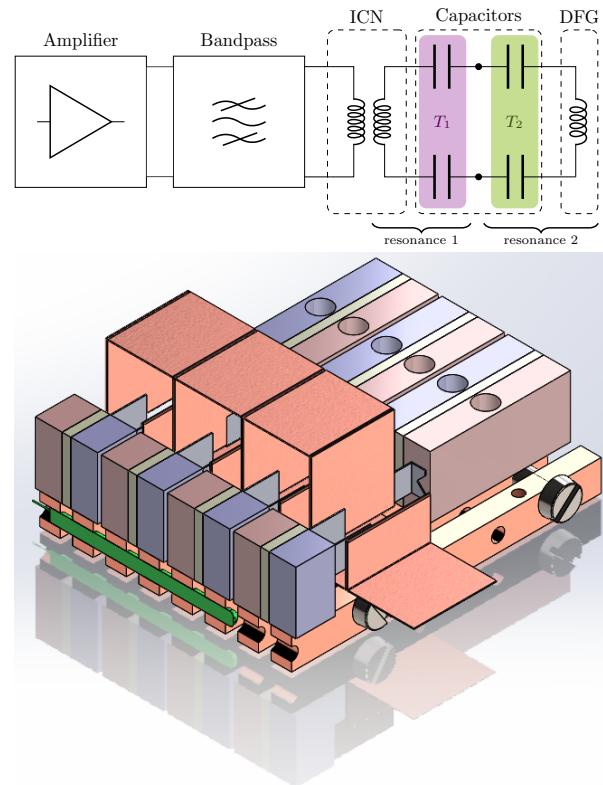 ICN Capacitors DFG
Amplifier Bandpass
T₁ T₂
resonance 1 resonance 2